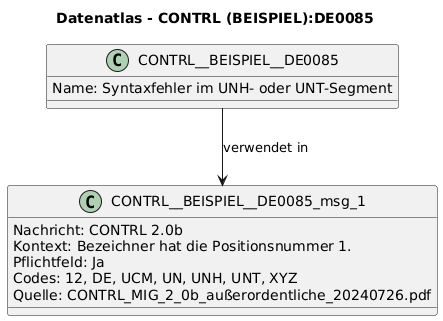 Datenatlas - CONTRL (BEISPIEL):DE0085
C CONTRL__BEISPIEL__DE0085
Name: Syntaxfehler im UNH- oder UNT-Segment
verwendet in
C CONTRL__BEISPIEL__DE0085_msg_1
Nachricht: CONTRL 2.0b
Kontext: Bezeichner hat die Positionsnummer 1.
Pflichtfeld: Ja
Codes: 12, DE, UCM, UN, UNH, UNT, XYZ
Quelle: CONTRL_MIG_2_0b_außerordentliche_20240726.pdf